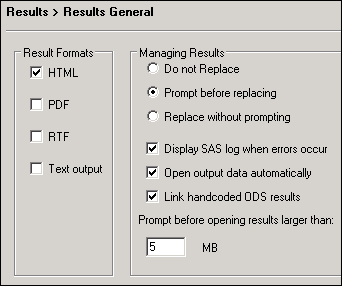 Results > Results General
Result Formats
HTML
PDF
RTF
Text output
Managing Results
Do not Replace
Prompt before replacing
Replace without prompting
Display SAS log when errors occur
Open output data automatically
Link handcoded ODS results
Prompt before opening results larger than:
5 MB